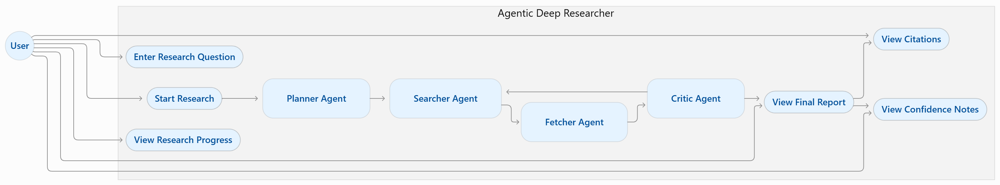 Agentic Deep Researcher
User
View Citations
Enter Research Question
Start Research
Planner Agent
Searcher Agent
Critic Agent
View Final Report
View Confidence Notes
Fetcher Agent
View Research Progress